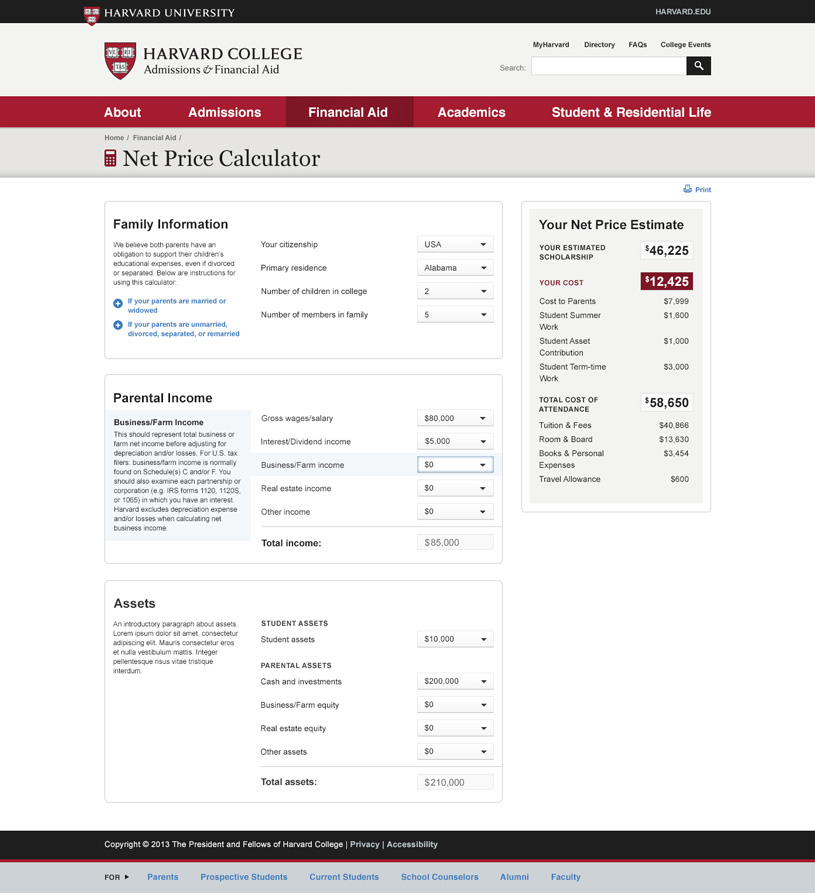 HARVARD UNIVERSITY
HARVARD.EDU
HARVARD COLLEGE
Admissions & Financial Aid
MyHarvard Directory FAQs College Events
Search:
About Admissions Financial Aid Academics Student & Residential Life
Home / Financial Aid /
Net Price Calculator
Print
Family Information
We believe both parents have an
obligation to support their children's
educational expenses, even if divorced
or separated. Below are instructions for
using this calculator:
If your parents are married or
widowed
If your parents are unmarried,
divorced, separated, or remarried
Your citizenship USA
Primary residence Alabama
Number of children in college 2
Number of members in family 5
Parental Income
Business/Farm Income
This should represent total business or
farm net income before adjusting for
depreciation and/or losses. For U.S. tax
filers: business/farm income is normally
found on Schedule(s) C and/or F. You
should also examine each partnership or
corporation (e.g. IRS forms 1120, 1120S,
or 1065) in which you have an interest.
Harvard excludes depreciation expense
and/or losses when calculating net
business income.
Gross wages/salary $80,000
Interest/Dividend income $5,000
Business/Farm income $0
Real estate income $0
Other income $0
Total income: $85,000
Assets
An introductory paragraph about assets.
Lorem ipsum dolor sit amet, consectetur
adipiscing elit. Mauris consectetur eros
et nulla vestibulum mattis. Integer
pellentesque risus vitae tristique
interdum.
STUDENT ASSETS
Student assets $10,000
PARENTAL ASSETS
Cash and investments $200,000
Business/Farm equity $0
Real estate equity $0
Other assets $0
Total assets: $210,000
Your Net Price Estimate
YOUR ESTIMATED
SCHOLARSHIP
$46,225
YOUR COST $12,425
Cost to Parents $7,999
Student Summer
Work
$1,600
Student Asset
Contribution
$1,000
Student Term-time
Work
$3,000
TOTAL COST OF
ATTENDANCE
$58,650
Tuition & Fees $40,866
Room & Board $13,630
Books & Personal
Expenses
$3,454
Travel Allowance $600
Copyright © 2013 The President and Fellows of Harvard College | Privacy | Accessibility
FOR Parents Prospective Students Current Students School Counselors Alumni Faculty